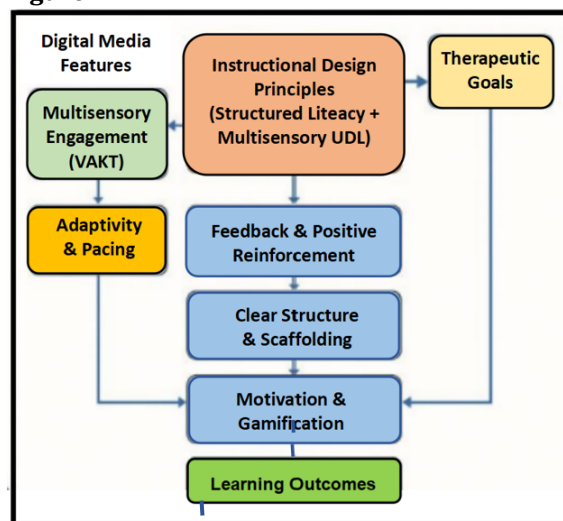 Digital Media
Features
Instructional Design
Principles
(Structured Liteacy +
Multisensory UDL)
Therapeutic
Goals
Multisensory
Engagement
(VAKT)
Adaptivity
& Pacing
Feedback & Positive
Reinforcement
Clear Structure
& Scaffolding
Motivation &
Gamification
Learning Outcomes